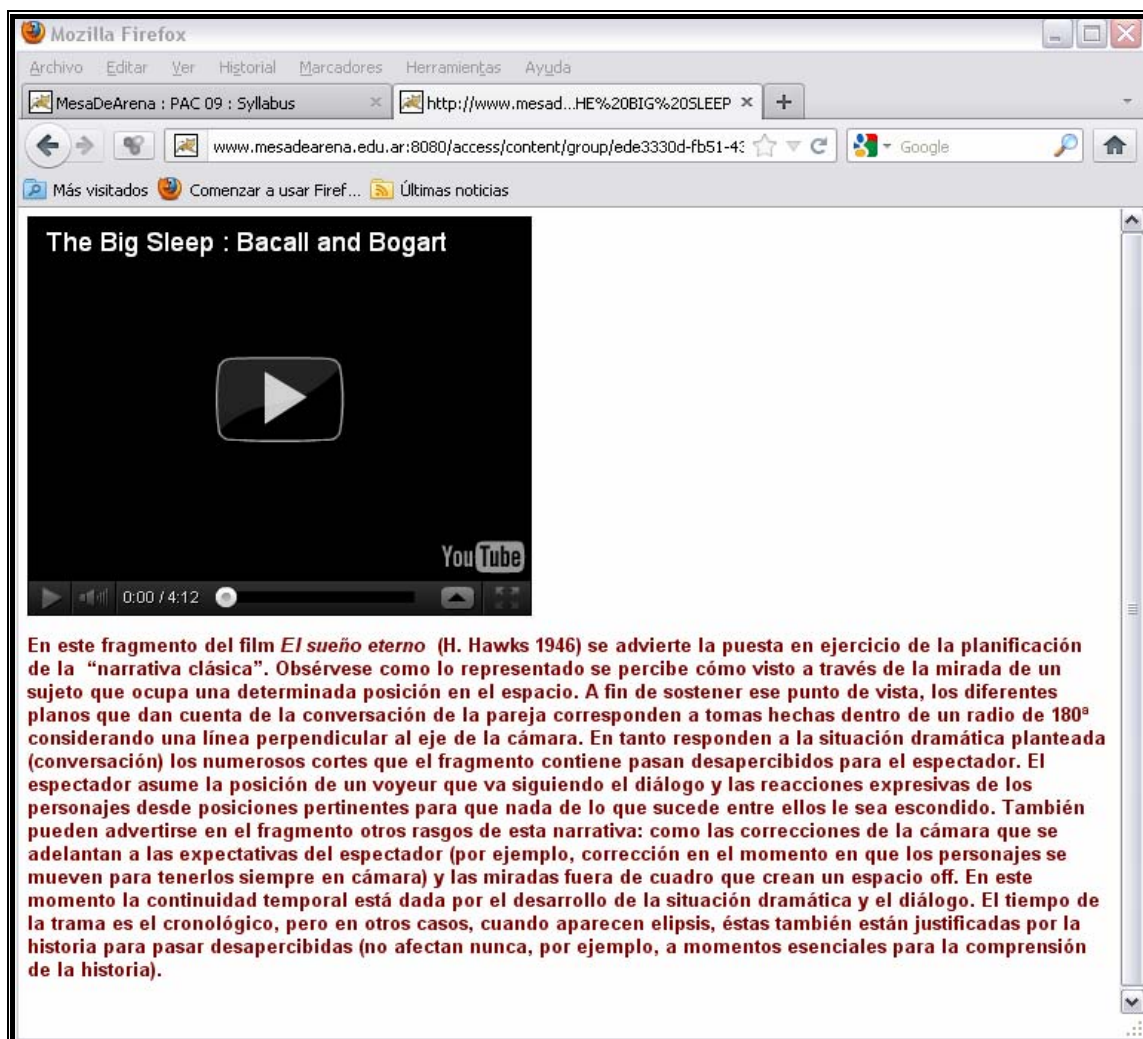 Mozilla Firefox
Archivo Editar Ver Historial Marcadores Herramientas Ayuda
MesaDeArena : PAC 09 : Syllabus × http://www.mesad...HE%20BIG%20SLEEP × +
www.mesadearena.edu.ar:8080/access/content/group/ede3330d-fb51-43 Google
Más visitados Comenzar a usar Firef... Últimas noticias
The Big Sleep : Bacall and Bogart
YouTube
0:00 / 4:12
En este fragmento del film El sueño eterno (H. Hawks 1946) se advierte la puesta en ejercicio de la planificación
de la “narrativa clásica”. Obsérvese como lo representado se percibe cómo visto a través de la mirada de un
sujeto que ocupa una determinada posición en el espacio. A fin de sostener ese punto de vista, los diferentes
planos que dan cuenta de la conversación de la pareja corresponden a tomas hechas dentro de un radio de 180ª
considerando una línea perpendicular al eje de la cámara. En tanto responden a la situación dramática planteada
(conversación) los numerosos cortes que el fragmento contiene pasan desapercibidos para el espectador. El
espectador asume la posición de un voyeur que va siguiendo el diálogo y las reacciones expresivas de los
personajes desde posiciones pertinentes para que nada de lo que sucede entre ellos le sea escondido. También
pueden advertirse en el fragmento otros rasgos de esta narrativa: como las correcciones de la cámara que se
adelantan a las expectativas del espectador (por ejemplo, corrección en el momento en que los personajes se
mueven para tenerlos siempre en cámara) y las miradas fuera de cuadro que crean un espacio off. En este
momento la continuidad temporal está dada por el desarrollo de la situación dramática y el diálogo. El tiempo de
la trama es el cronológico, pero en otros casos, cuando aparecen elipsis, éstas también están justificadas por la
historia para pasar desapercibidas (no afectan nunca, por ejemplo, a momentos esenciales para la comprensión
de la historia).